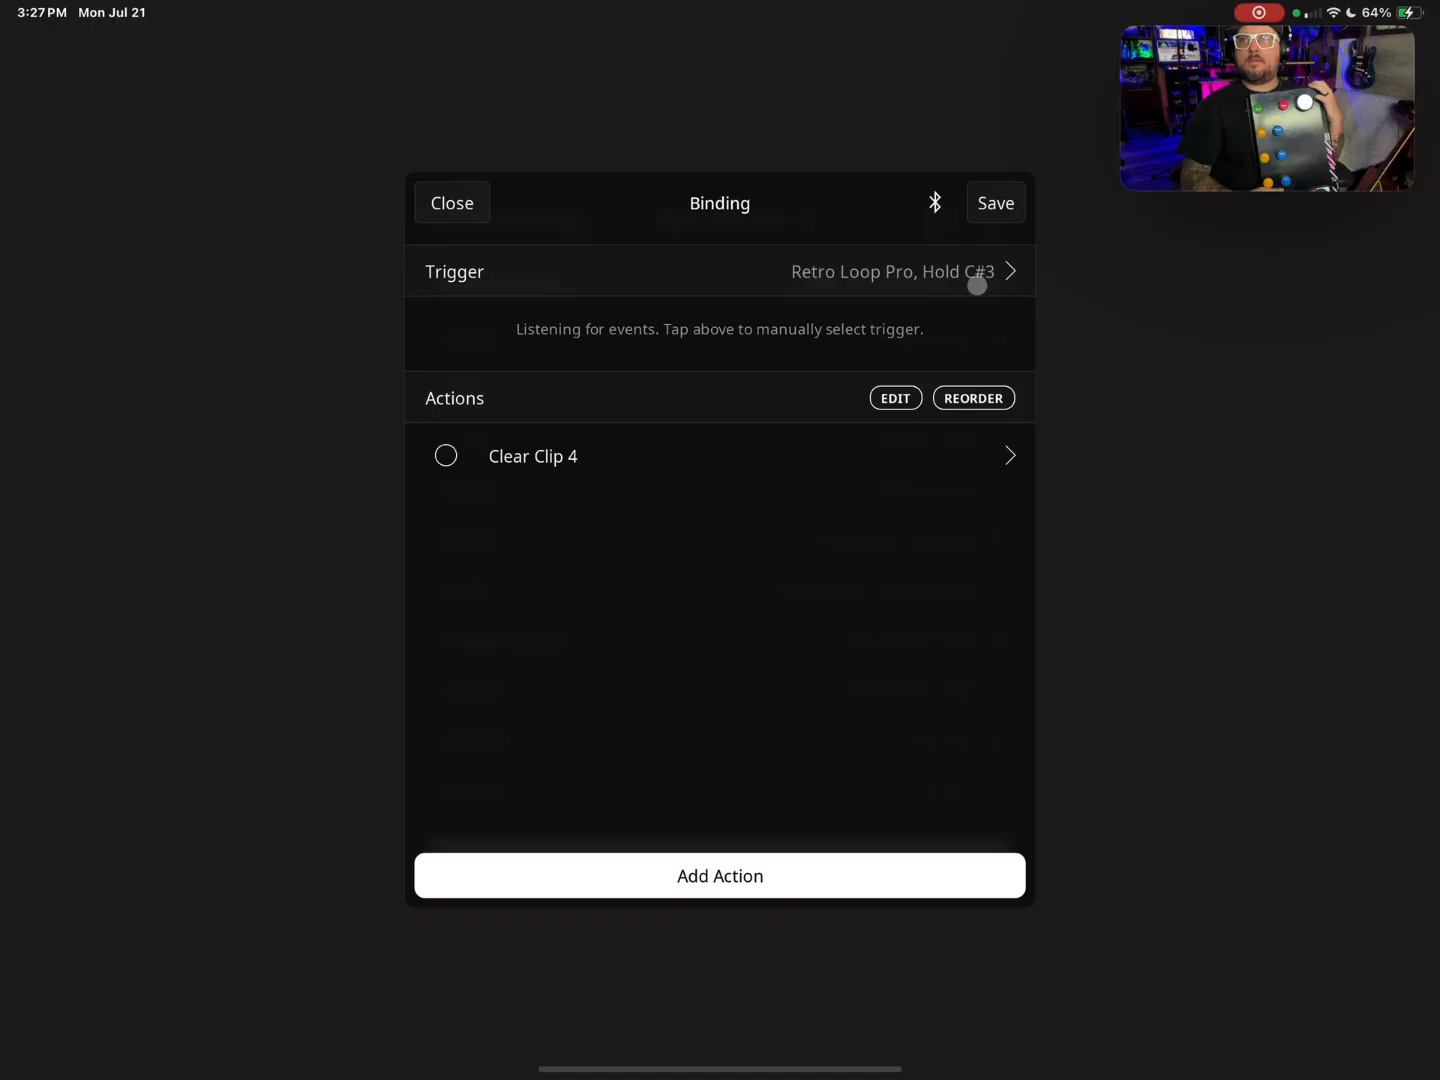 3:27 PM Mon Jul 21
64%
Close
Binding
Save
Trigger
Retro Loop Pro, Hold C#3
Listening for events. Tap above to manually select trigger.
Actions
EDIT
REORDER
Clear Clip 4
Add Action